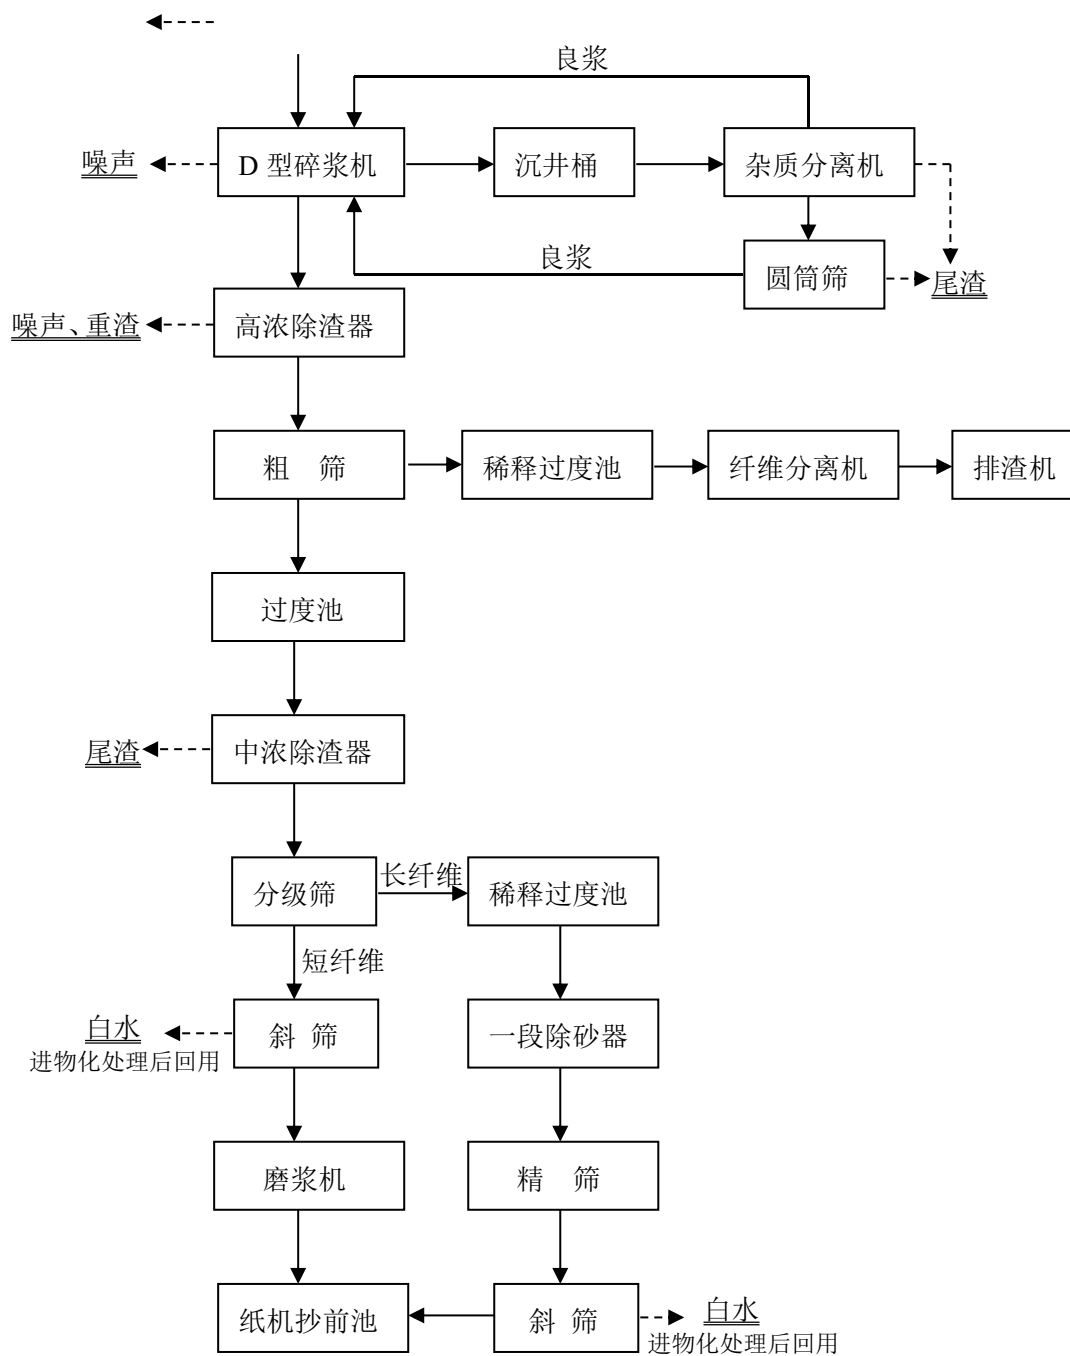 良浆
噪声
D 型碎浆机
沉井桶
杂质分离机
良浆
圆筒筛
尾渣
噪声、重渣
高浓除渣器
粗 筛
稀释过度池
纤维分离机
排渣机
过度池
尾渣
中浓除渣器
分级筛
长纤维
稀释过度池
短纤维
白水
进物化处理后回用
斜 筛
一段除砂器
磨浆机
精 筛
纸机抄前池
斜 筛
白水
进物化处理后回用